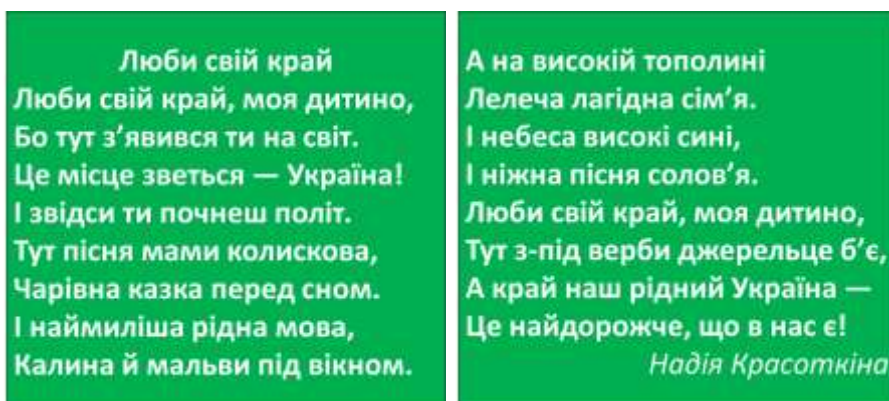 Люби свій край
Люби свій край, моя дитино,
Бо тут з’явився ти на світ.
Це місце зветься — Україна!
І звідси ти почнеш політ.
Тут пісня мами колискова,
Чарівна казка перед сном.
І наймиліша рідна мова,
Калина й мальви під вікном.
А на високій тополині
Лелеча лагідна сім’я.
І небеса високі сині,
І ніжна пісня солов’я.
Люби свій край, моя дитино,
Тут з-під верби джерельце б’є,
А край наш рідний Україна —
Це найдорожче, що в нас є!
Надія Красоткіна